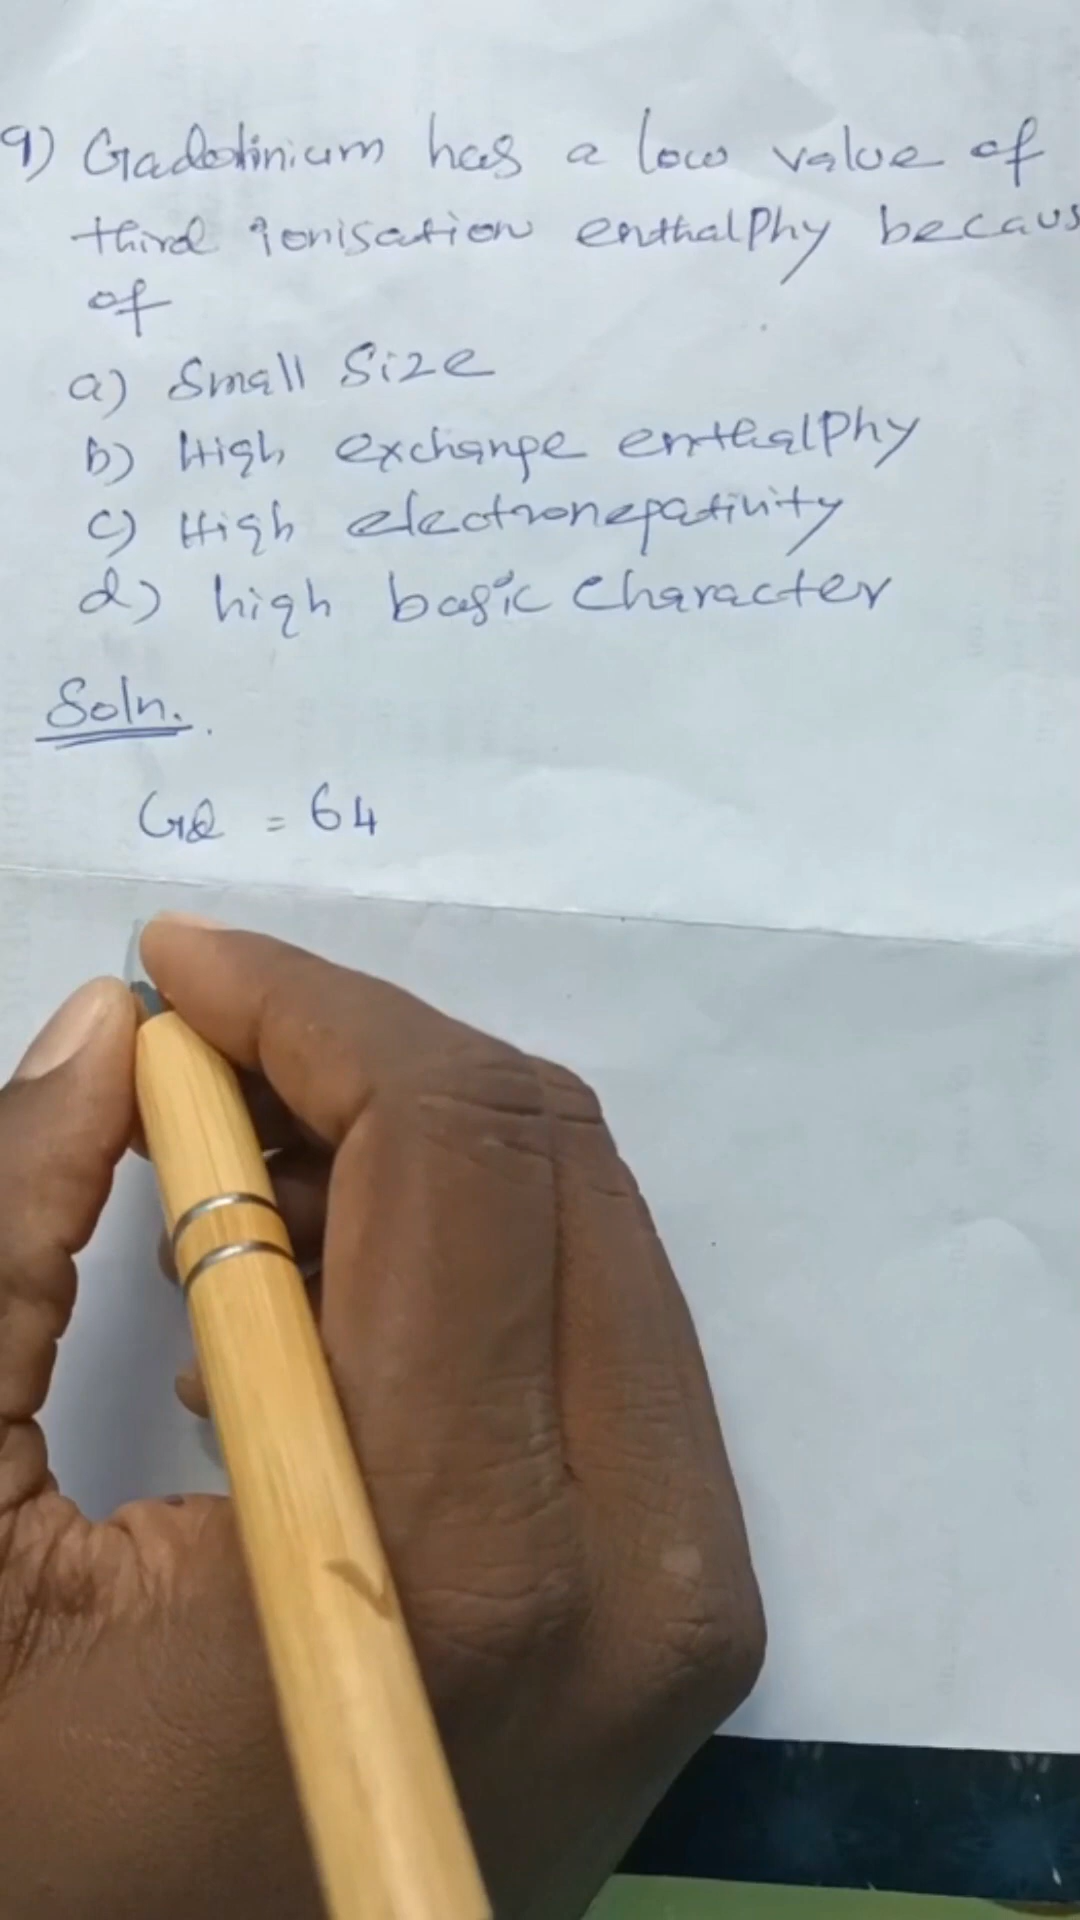 9) Gadolinium has a low value of
third ionisation enthalphy becaus
of
a) Small Size
b) High exchange enthalphy
c) High electronegativity
d) high basic character
Soln.
Gd = 64